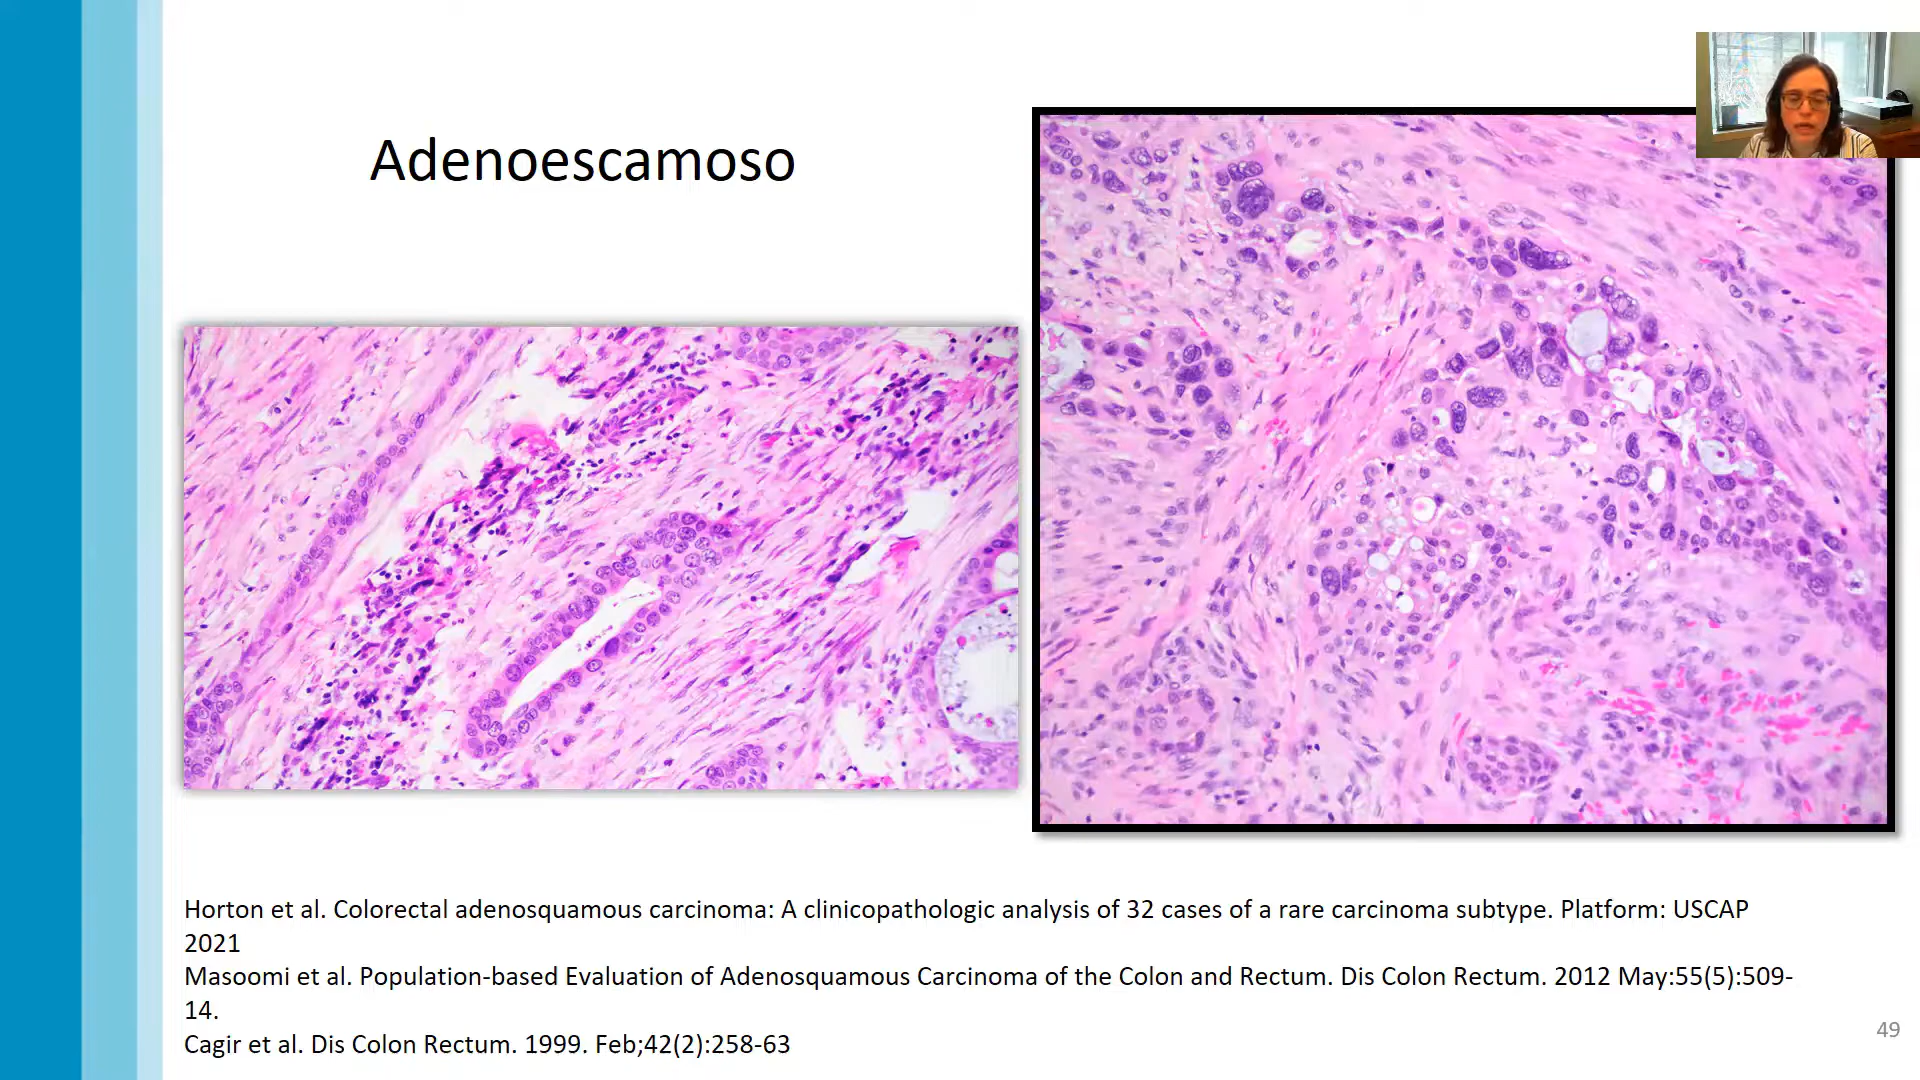 Adenoescamoso
Horton et al. Colorectal adenosquamous carcinoma: A clinicopathologic analysis of 32 cases of a rare carcinoma subtype. Platform: USCAP
2021
Masoomi et al. Population-based Evaluation of Adenosquamous Carcinoma of the Colon and Rectum. Dis Colon Rectum. 2012 May:55(5):509-
14.
Cagir et al. Dis Colon Rectum. 1999. Feb;42(2):258-63
49